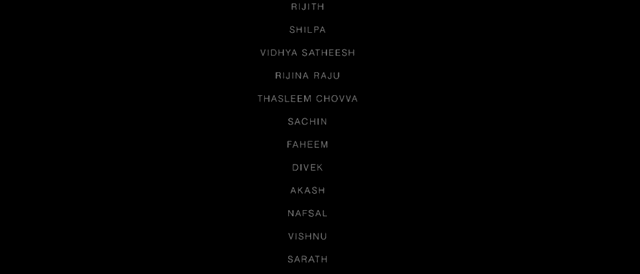 RIJITH
SHILPA
VIDHYA SATHEESH
RIJINA RAJU
THASLEEM CHOVVA
SACHIN
FAHEEM
DIVEK
AKASH
NAFSAL
VISHNU
SARATH